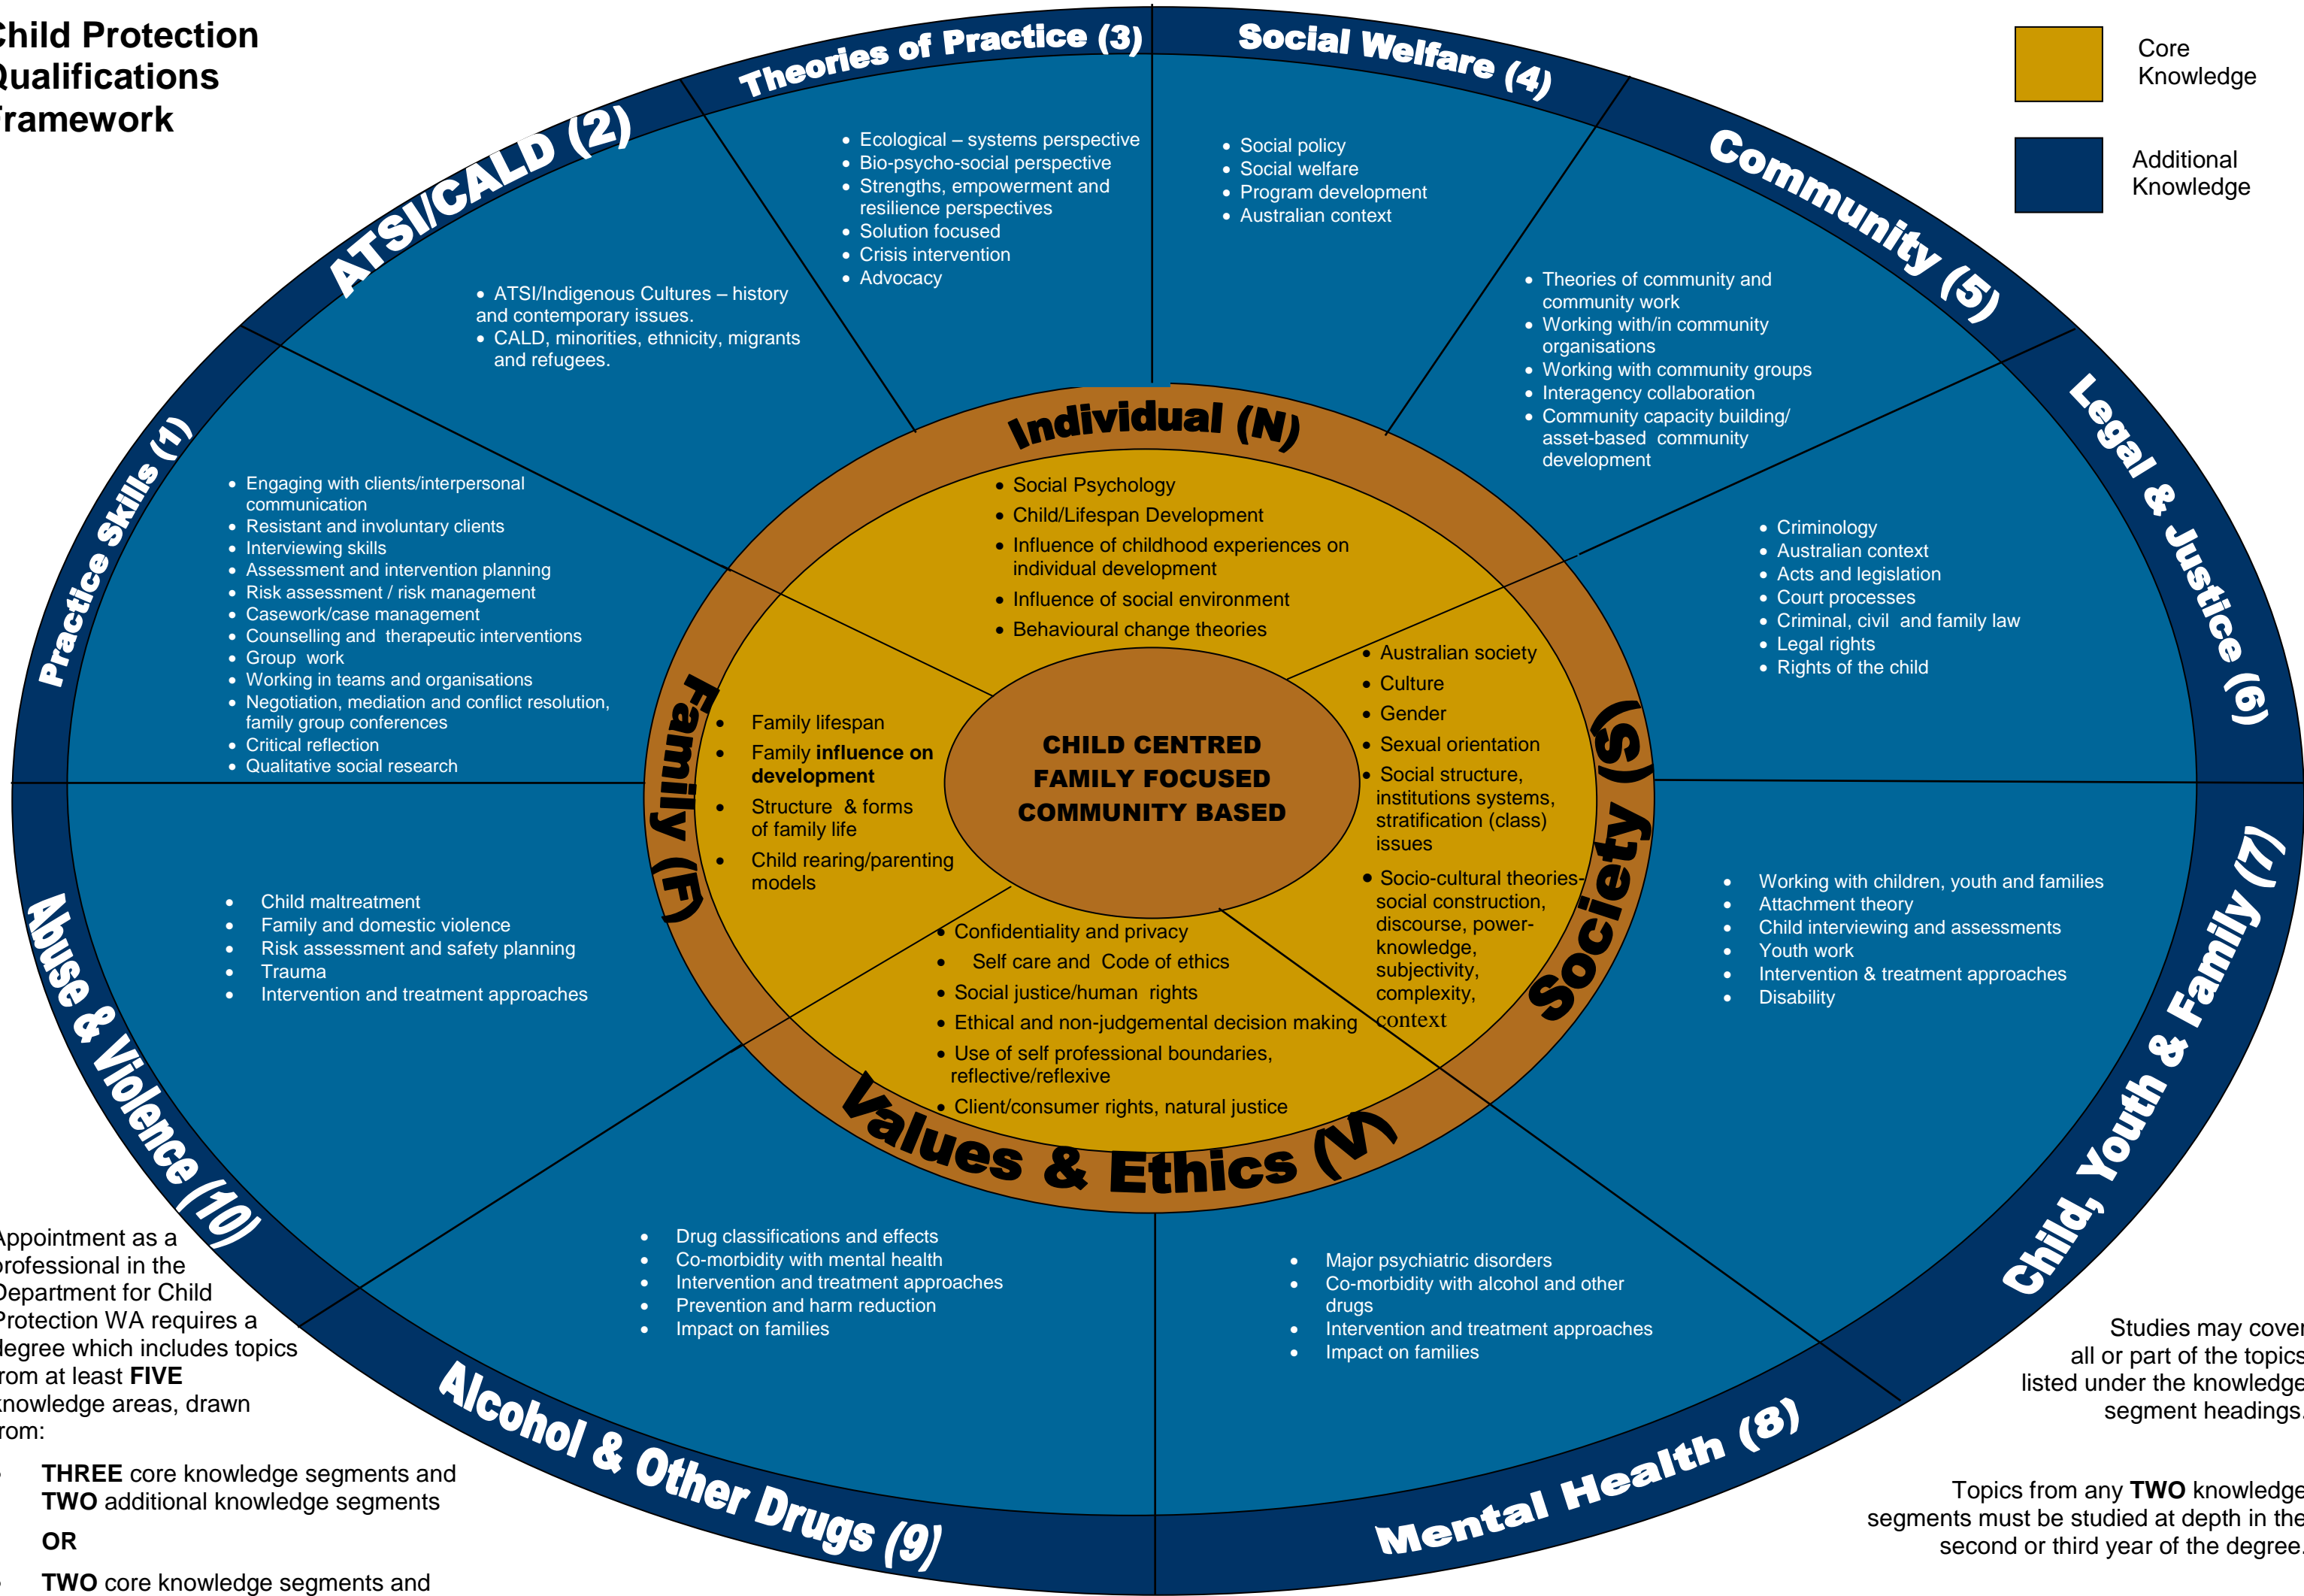 Child Protection
Qualifications
Framework
Core
Knowledge
Additional
Knowledge
Theories of Practice (3)
• Ecological – systems perspective
• Bio-psycho-social perspective
• Strengths, empowerment and
resilience perspectives
• Solution focused
• Crisis intervention
• Advocacy
Social Welfare (4)
• Social policy
• Social welfare
• Program development
• Australian context
ATSI/CALD (2)
• ATSI/Indigenous Cultures – history
and contemporary issues.
• CALD, minorities, ethnicity, migrants
and refugees.
Community (5)
• Theories of community and
community work
• Working with/in community
organisations
• Working with community groups
• Interagency collaboration
• Community capacity building/
asset-based community
development
Practice Skills (1)
• Engaging with clients/interpersonal
communication
• Resistant and involuntary clients
• Interviewing skills
• Assessment and intervention planning
• Risk assessment / risk management
• Casework/case management
• Counselling and therapeutic interventions
• Group work
• Working in teams and organisations
• Negotiation, mediation and conflict resolution,
family group conferences
• Critical reflection
• Qualitative social research
Legal & Justice (6)
• Criminology
• Australian context
• Acts and legislation
• Court processes
• Criminal, civil and family law
• Legal rights
• Rights of the child
Individual (N)
• Social Psychology
• Child/Lifespan Development
• Influence of childhood experiences on
individual development
• Influence of social environment
• Behavioural change theories
Family (F)
• Family lifespan
• Family influence on
development
• Structure & forms
of family life
• Child rearing/parenting
models
CHILD CENTRED
FAMILY FOCUSED
COMMUNITY BASED
Society (S)
• Australian society
• Culture
• Gender
• Sexual orientation
• Social structure,
institutions systems,
stratification (class)
issues
• Socio-cultural theories-
social construction,
discourse, power-
knowledge,
subjectivity,
complexity,
context
Values & Ethics (V)
• Confidentiality and privacy
• Self care and Code of ethics
• Social justice/human rights
• Ethical and non-judgemental decision making
• Use of self professional boundaries,
reflective/reflexive
• Client/consumer rights, natural justice
Abuse & Violence (10)
• Child maltreatment
• Family and domestic violence
• Risk assessment and safety planning
• Trauma
• Intervention and treatment approaches
Child, Youth & Family (7)
• Working with children, youth and families
• Attachment theory
• Child interviewing and assessments
• Youth work
• Intervention & treatment approaches
• Disability
Alcohol & Other Drugs (9)
• Drug classifications and effects
• Co-morbidity with mental health
• Intervention and treatment approaches
• Prevention and harm reduction
• Impact on families
Mental Health (8)
• Major psychiatric disorders
• Co-morbidity with alcohol and other
drugs
• Intervention and treatment approaches
• Impact on families
Appointment as a
professional in the
Department for Child
Protection WA requires a
degree which includes topics
from at least FIVE
knowledge areas, drawn
from:
• THREE core knowledge segments and
TWO additional knowledge segments
OR
• TWO core knowledge segments and
Studies may cover
all or part of the topics
listed under the knowledge
segment headings.
Topics from any TWO knowledge
segments must be studied at depth in the
second or third year of the degree.